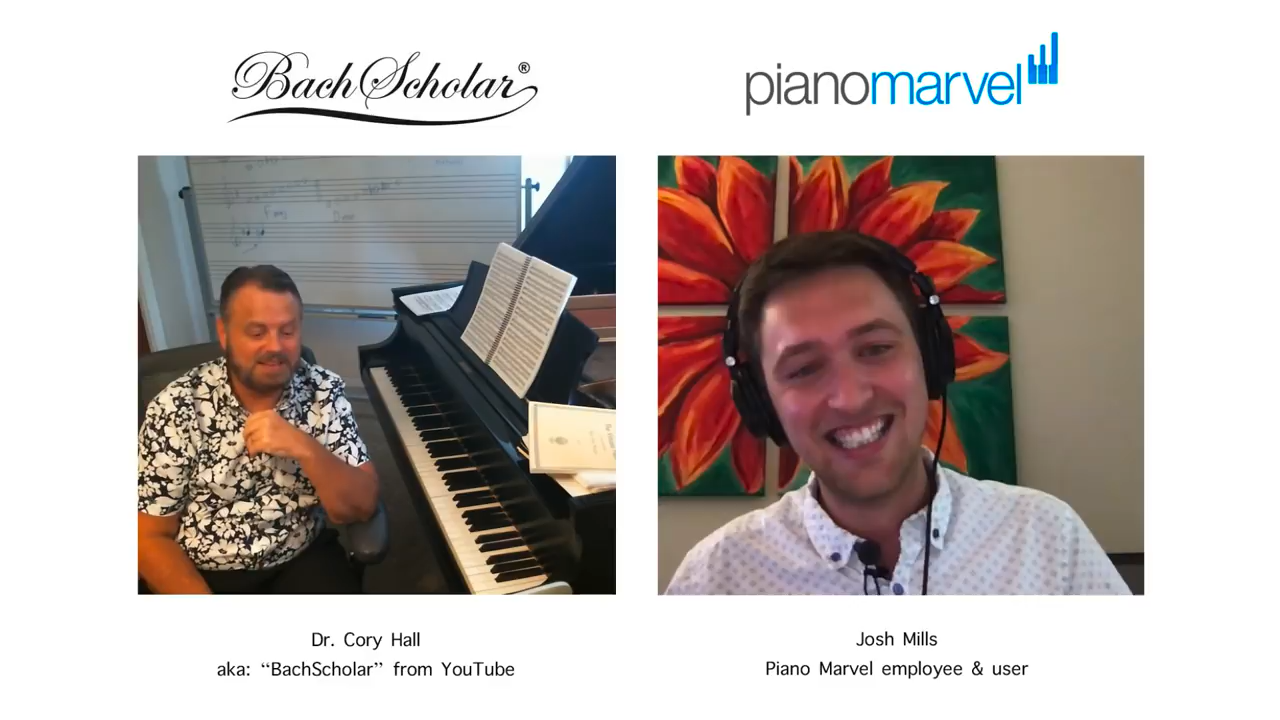 BachScholar®
pianomarvel
Dr. Cory Hall
aka: “BachScholar” from YouTube
Josh Mills
Piano Marvel employee & user